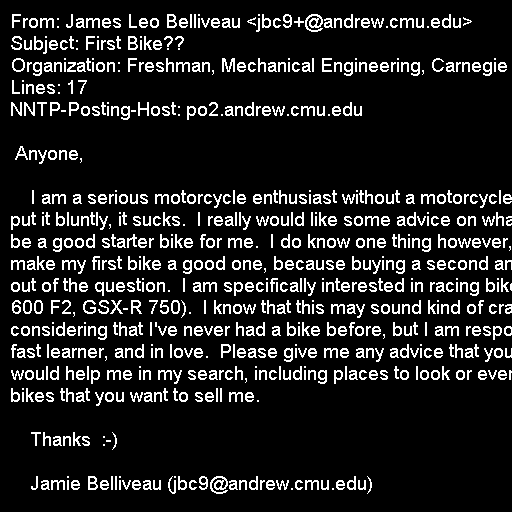 From: James Leo Belliveau <jbc9+@andrew.cmu.edu>
Subject: First Bike??
Organization: Freshman, Mechanical Engineering, Carnegie
Lines: 17
NNTP-Posting-Host: po2.andrew.cmu.edu
Anyone,
I am a serious motorcycle enthusiast without a motorcycle
put it bluntly, it sucks.  I really would like some advice on
be a good starter bike for me.  I do know one thing however,
make my first bike a good one, because buying a second
out of the question.  I am specifically interested in racing
600 F2, GSX-R 750).  I know that this may sound kind of
considering that I've never had a bike before, but I am
fast learner, and in love.  Please give me any advice that you
would help me in my search, including places to look or
bikes that you want to sell me.
Thanks  :-)
Jamie Belliveau (jbc9@andrew.cmu.edu)